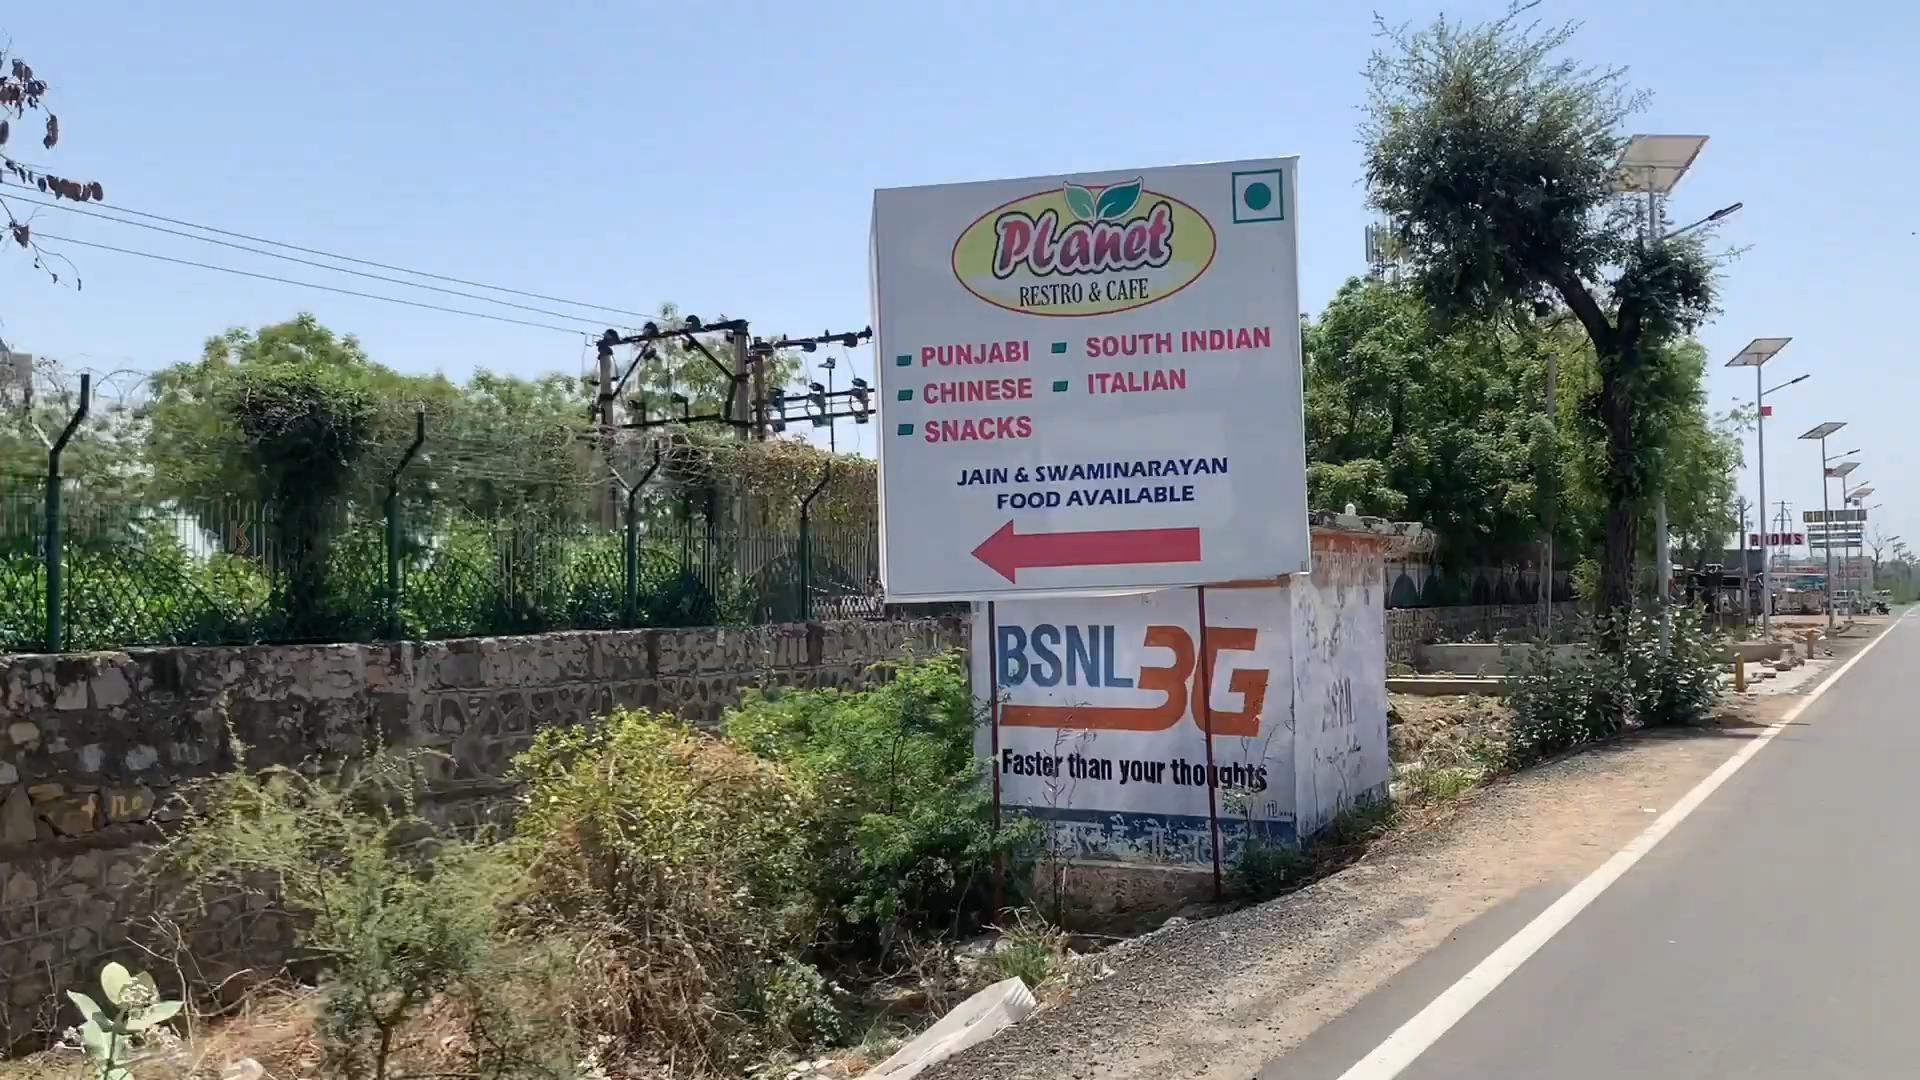 Planet
RESTRO & CAFE
PUNJABI
SOUTH INDIAN
CHINESE
ITALIAN
SNACKS
JAIN & SWAMINARAYAN
FOOD AVAILABLE
BSNL 3G
Faster than your thoughts
BSNL
ROOMS